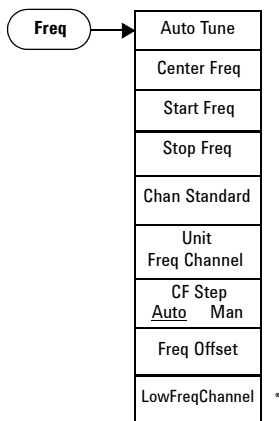 Freq
Auto Tune
Center Freq
Start Freq
Stop Freq
Chan Standard
Unit
Freq Channel
CF Step
Auto Man
Freq Offset
LowFreqChannel *